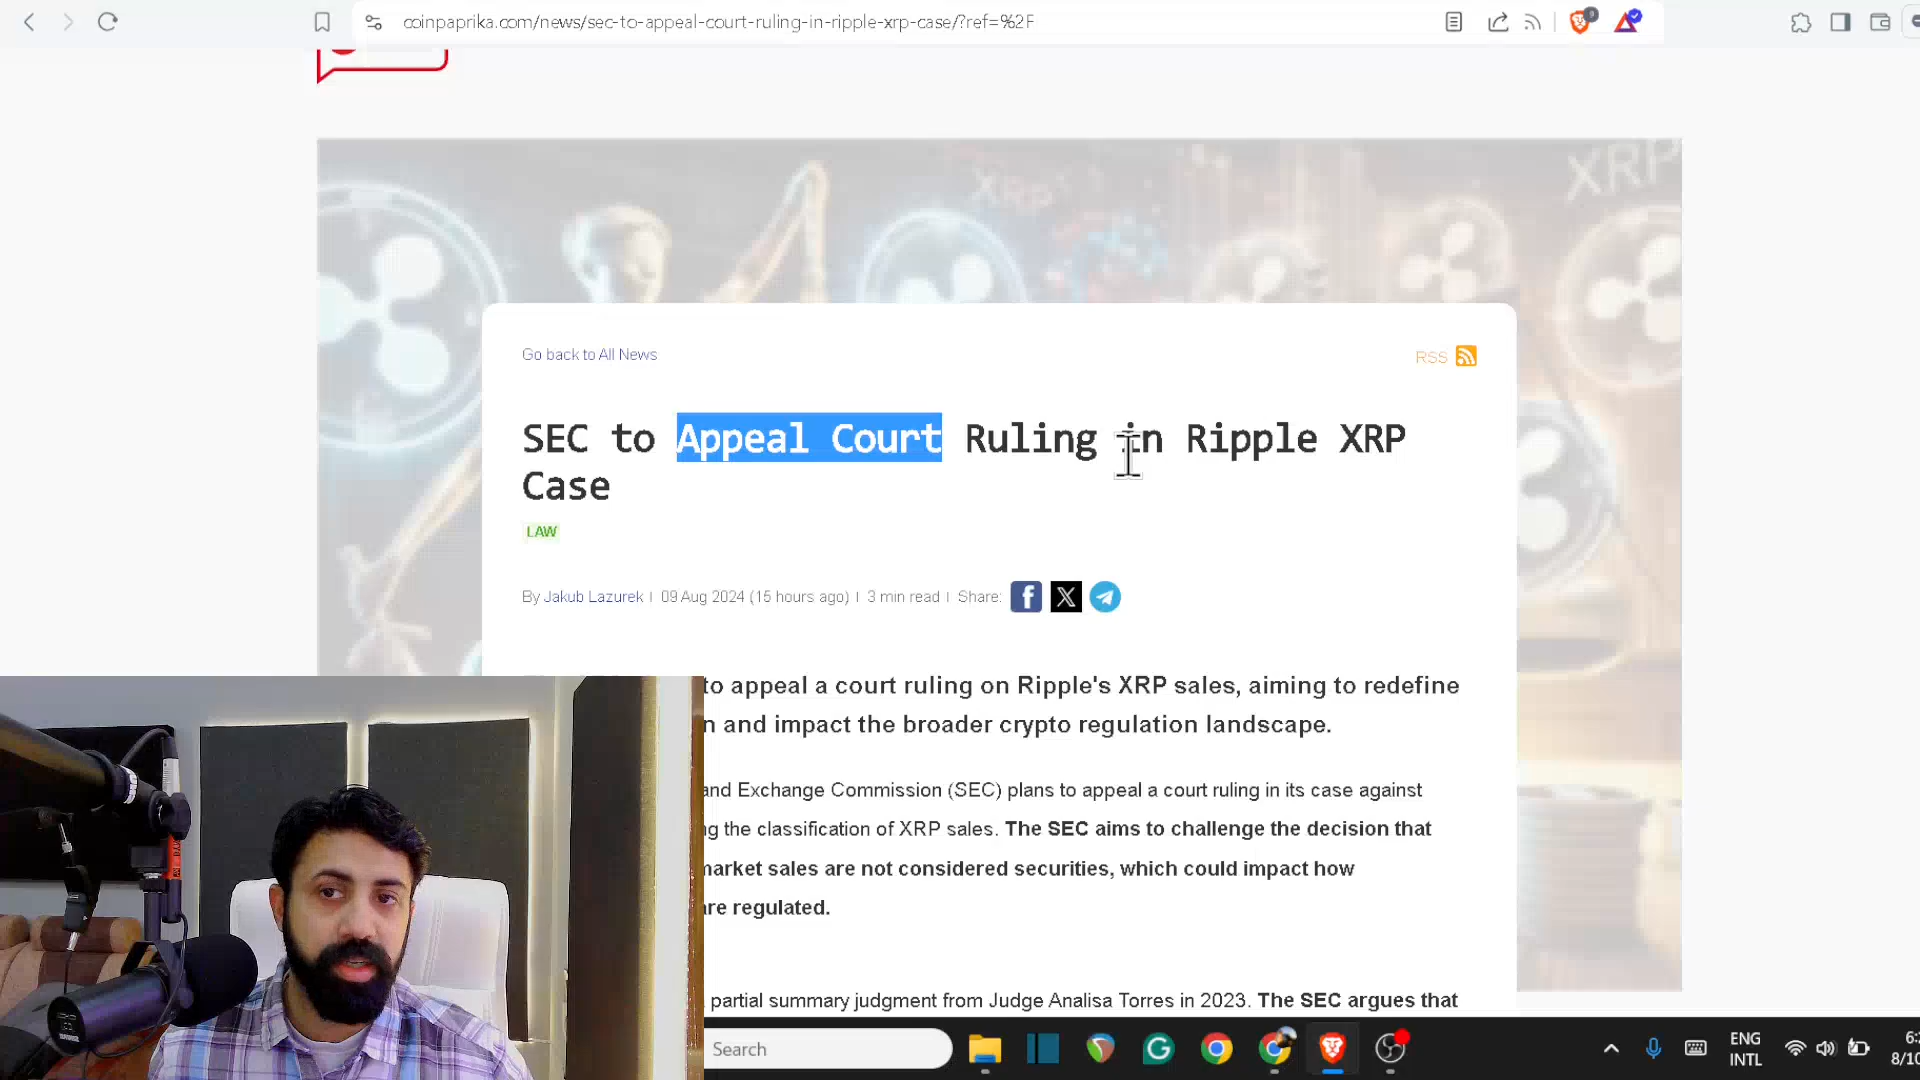 coinpaprika.com/news/sec-to-appeal-court-ruling-in-ripple-xrp-case/?ref=%2F
XRP
XRP
Go back to All News
RSS
SEC to Appeal Court Ruling in Ripple XRP
Case
LAW
By Jakub Lazurek | 09 Aug 2024 (15 hours ago) | 3 min read | Share:
to appeal a court ruling on Ripple's XRP sales, aiming to redefine
and impact the broader crypto regulation landscape.
and Exchange Commission (SEC) plans to appeal a court ruling in its case against
the classification of XRP sales. The SEC aims to challenge the decision that
market sales are not considered securities, which could impact how
are regulated.
partial summary judgment from Judge Analisa Torres in 2023. The SEC argues that
Search
ENG
INTL